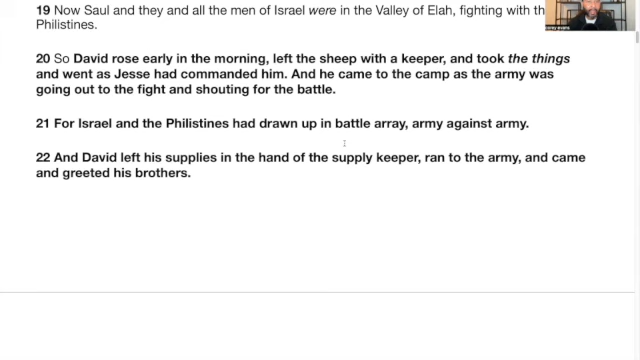 19 Now Saul and they and all the men of Israel were in the Valley of Elah, fighting with th
Philistines.
20 So David rose early in the morning, left the sheep with a keeper, and took the things
and went as Jesse had commanded him. And he came to the camp as the army was
going out to the fight and shouting for the battle.
21 For Israel and the Philistines had drawn up in battle array, army against army.
22 And David left his supplies in the hand of the supply keeper, ran to the army, and came
and greeted his brothers.